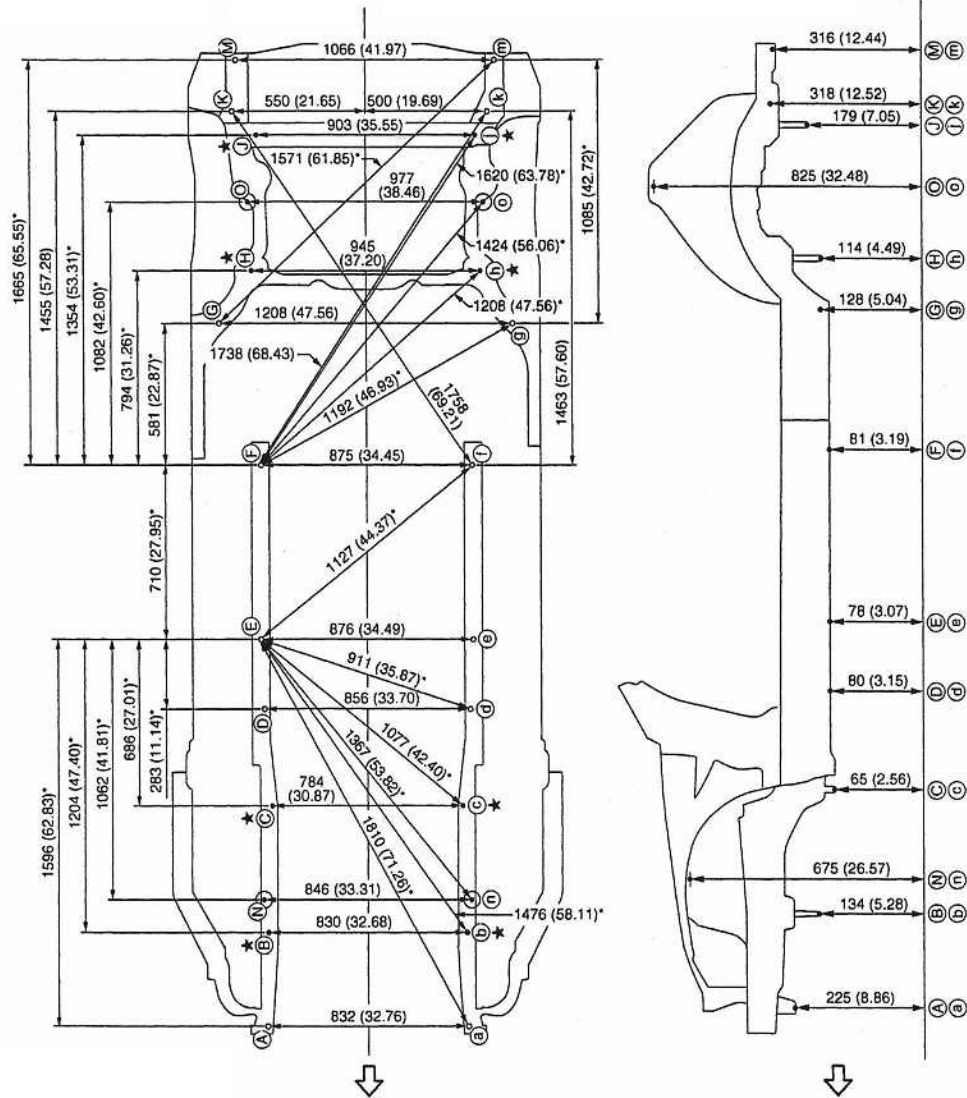 M
1066 (41.97)
m
K
550 (21.65)
500 (19.69)
k
903 (35.55)
★ J
j ★
1571 (61.85)*
977
(38.46)
1620 (63.78)*
O
o
1424 (56.06)*
945
(37.20)
★ H
h ★
1208 (47.56)*
G
1208 (47.56)
g
1738 (68.43)
1192 (46.93)*
1758
(69.21)
1665 (65.55)*
1455 (57.28)
1354 (53.31)*
1082 (42.60)*
794 (31.26)*
581 (22.87)*
1085 (42.72)*
1463 (57.60)
F
875 (34.45)
f
710 (27.95)*
1127 (44.37)*
E
876 (34.49)
e
911 (35.87)*
856 (33.70)
D
d
1077 (42.40)*
1367 (53.82)*
784
(30.87)
★ C
c ★
1810 (71.26)*
1596 (62.83)*
1204 (47.40)*
1062 (41.81)*
686 (27.01)*
283 (11.14)*
846 (33.31)
N
n
1476 (58.11)*
830 (32.68)
★ B
b ★
832 (32.76)
A
a
316 (12.44)
M m
318 (12.52)
K k
179 (7.05)
J j
825 (32.48)
O o
114 (4.49)
H h
128 (5.04)
G g
81 (3.19)
F f
78 (3.07)
E e
80 (3.15)
D d
65 (2.56)
C c
675 (26.57)
N n
134 (5.28)
B b
225 (8.86)
A a